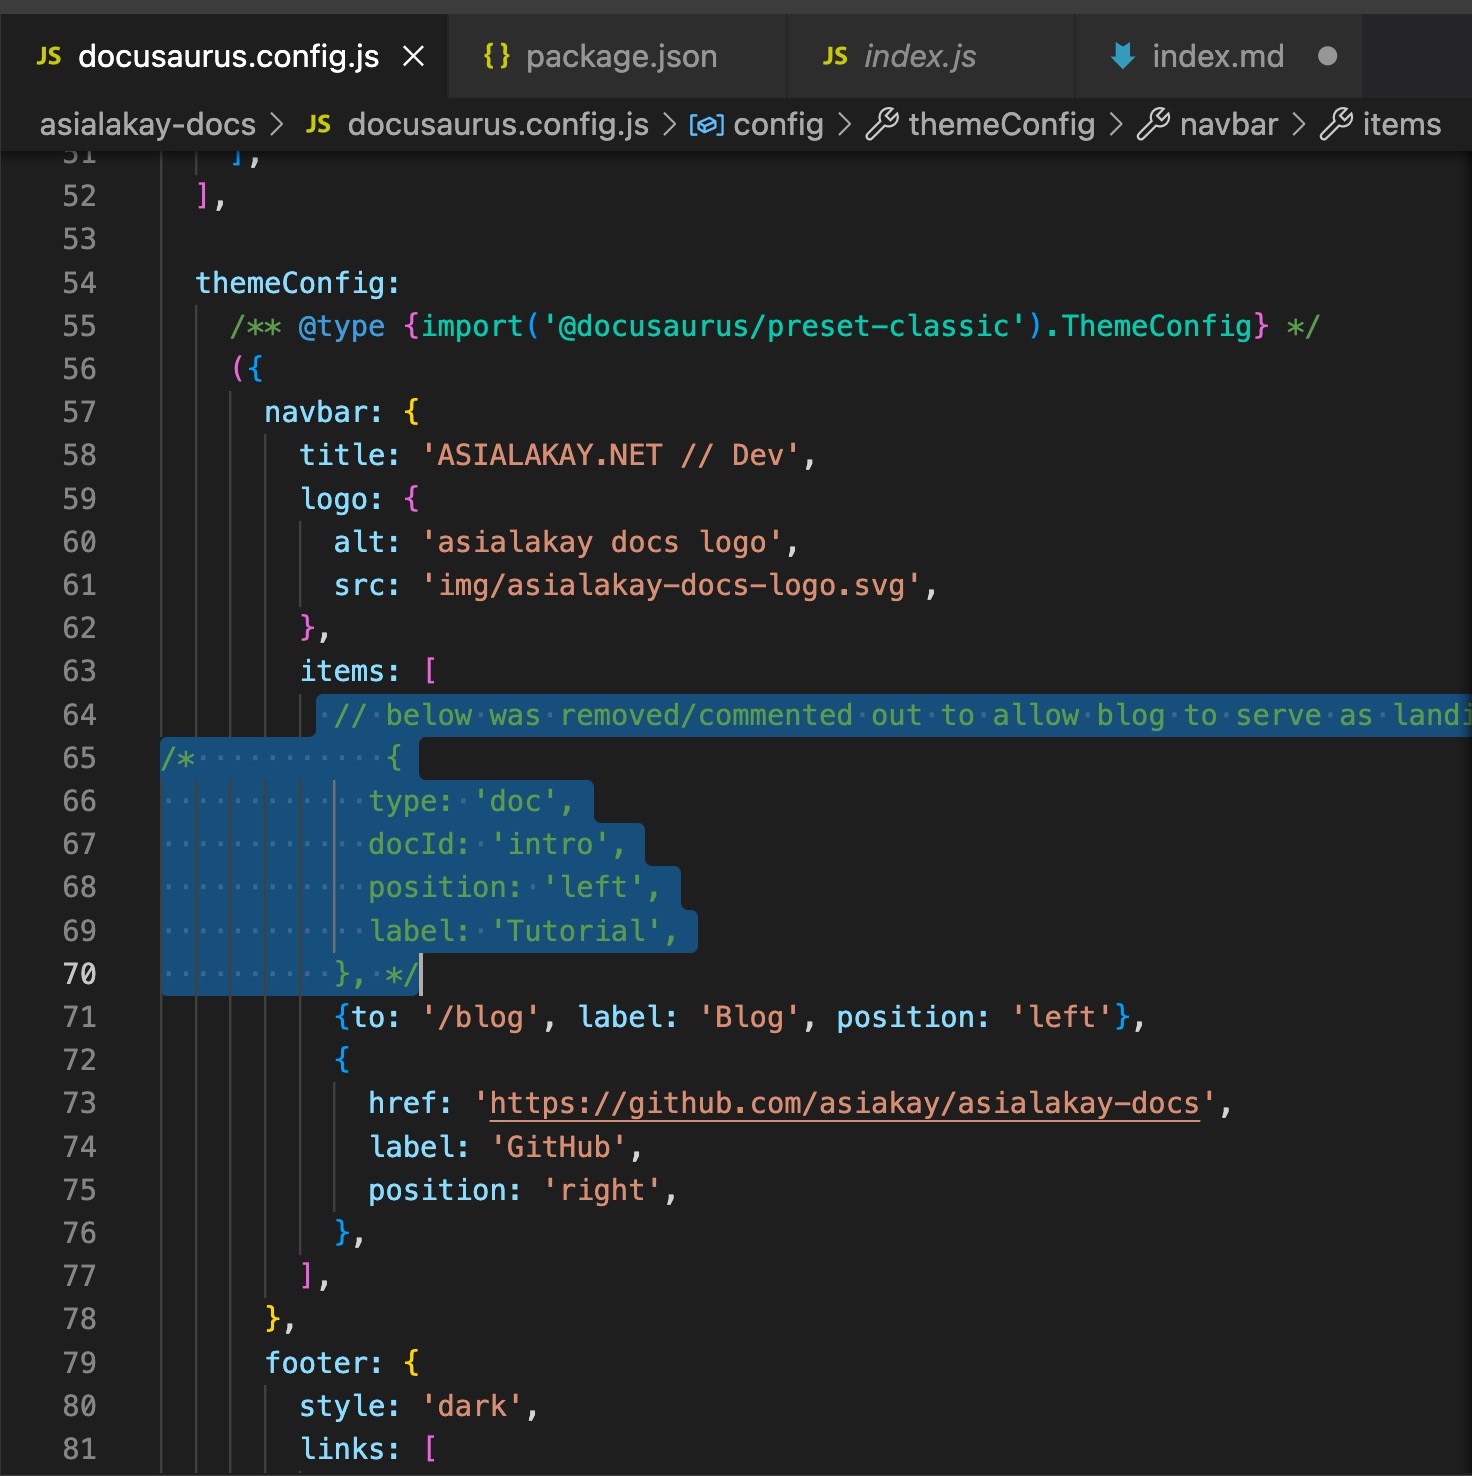 JS docusaurus.config.js
{} package.json
JS index.js
index.md
asialakay-docs > JS docusaurus.config.js > config > themeConfig > navbar > items
51 ],
52 ],
53
54 themeConfig:
55 /** @type {import('@docusaurus/preset-classic').ThemeConfig} */
56 ({
57 navbar: {
58 title: 'ASIALAKAY.NET // Dev',
59 logo: {
60 alt: 'asialakay docs logo',
61 src: 'img/asialakay-docs-logo.svg',
62 },
63 items: [
64 // below was removed/commented out to allow blog to serve as
65 /* {
66 type: 'doc',
67 docId: 'intro',
68 position: 'left',
69 label: 'Tutorial',
70 }, */
71 {to: '/blog', label: 'Blog', position: 'left'},
72 {
73 href: 'https://github.com/asiakay/asialakay-docs',
74 label: 'GitHub',
75 position: 'right',
76 },
77 ],
78 },
79 footer: {
80 style: 'dark',
81 links: [